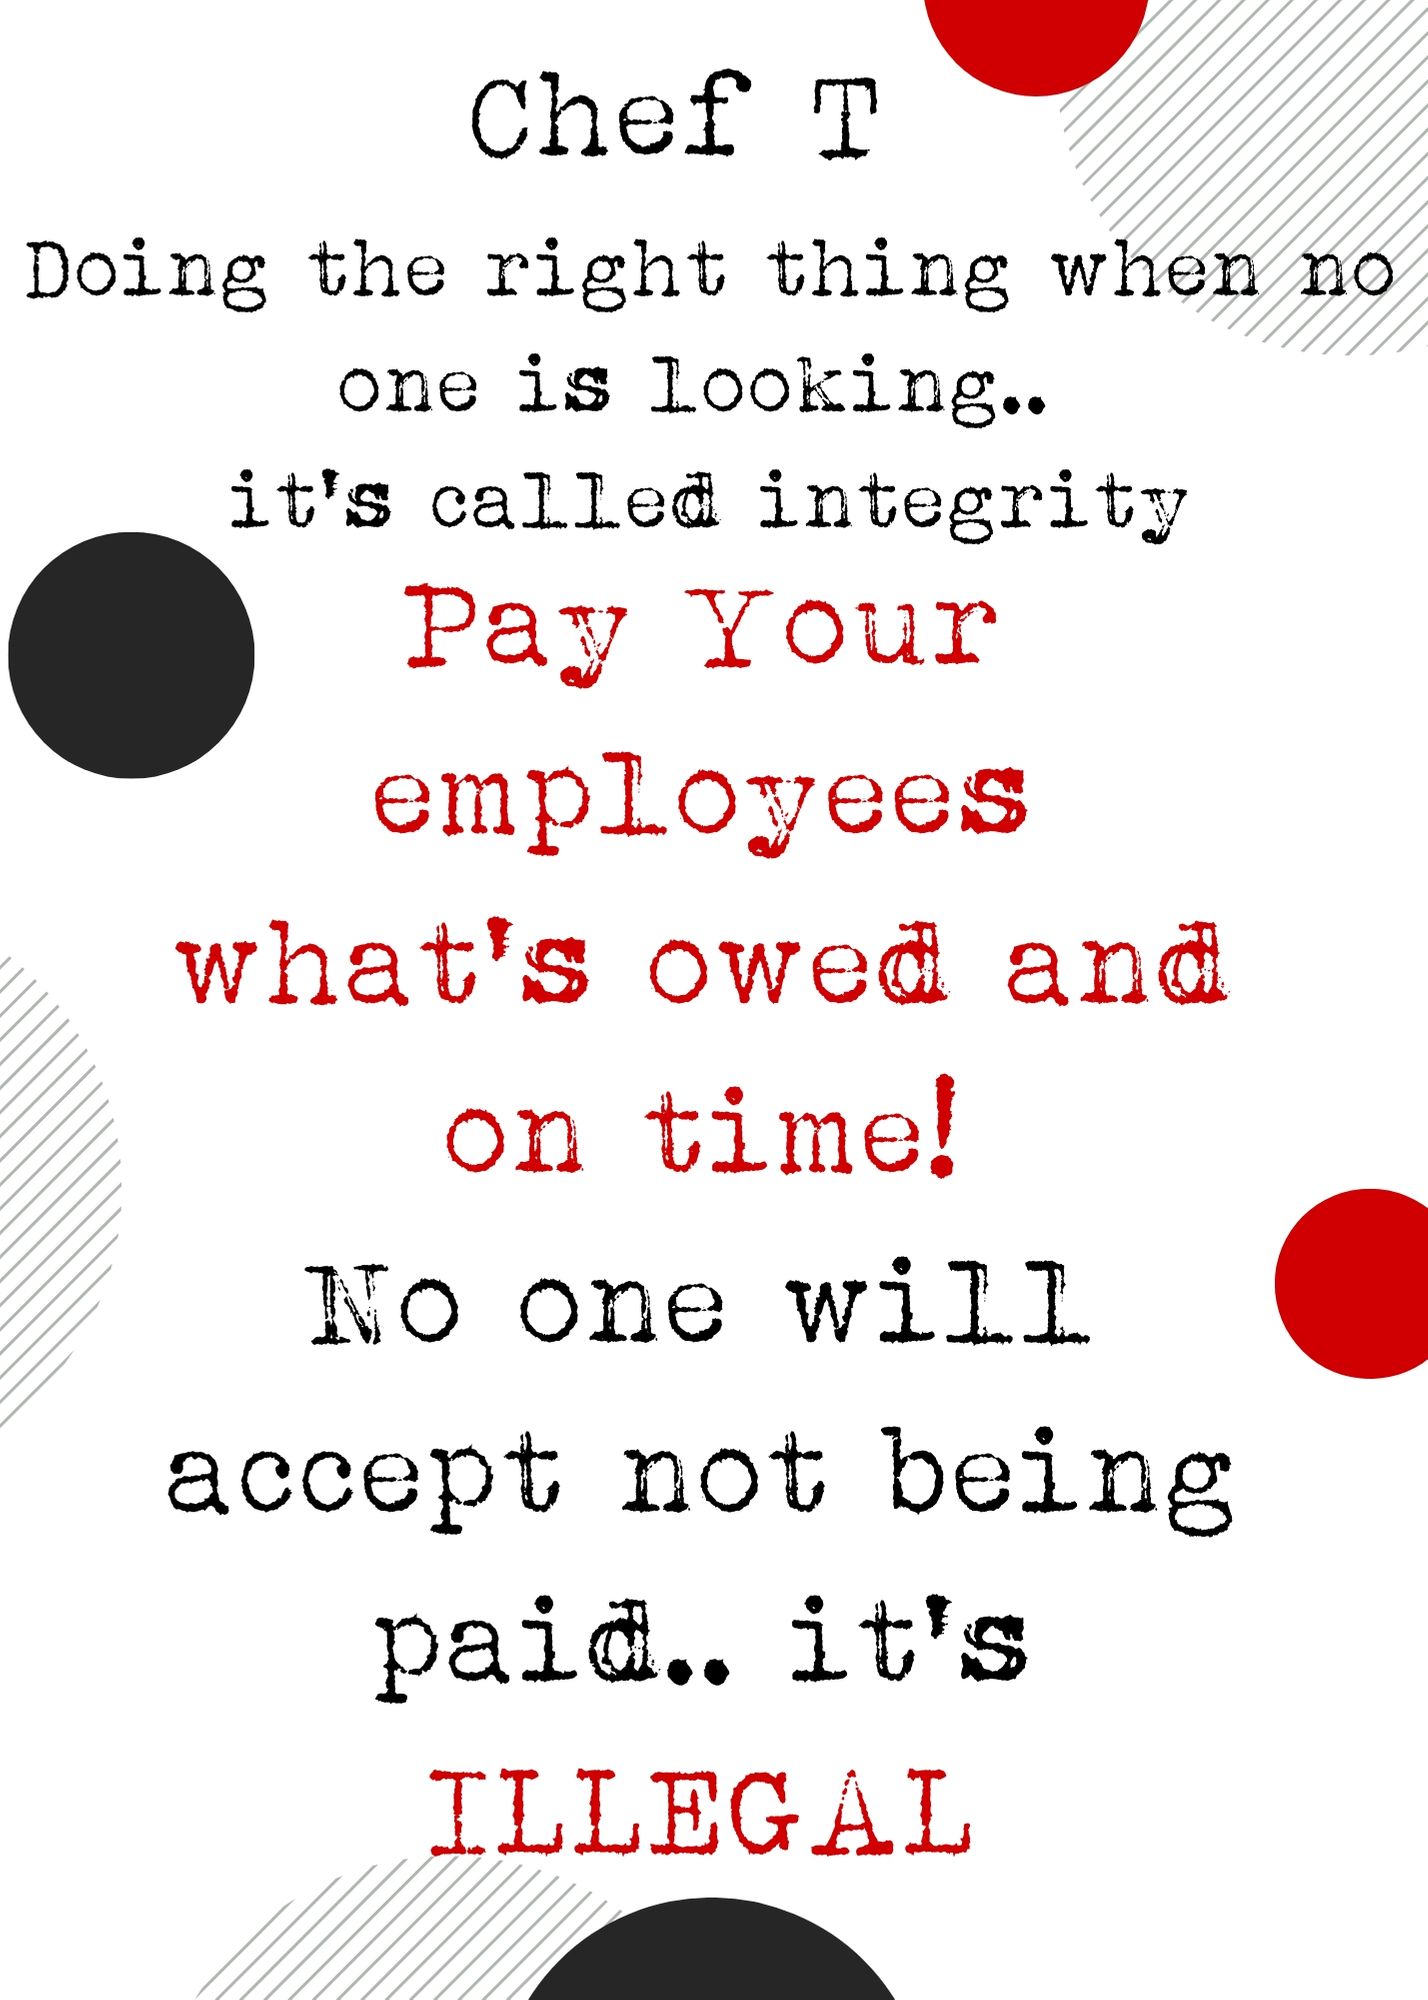 Chef T
Doing the right thing when no
one is looking..
it's called integrity
Pay Your
employees
what's owed and
on time!
No one will
accept not being
paid.. it's
ILLEGAL